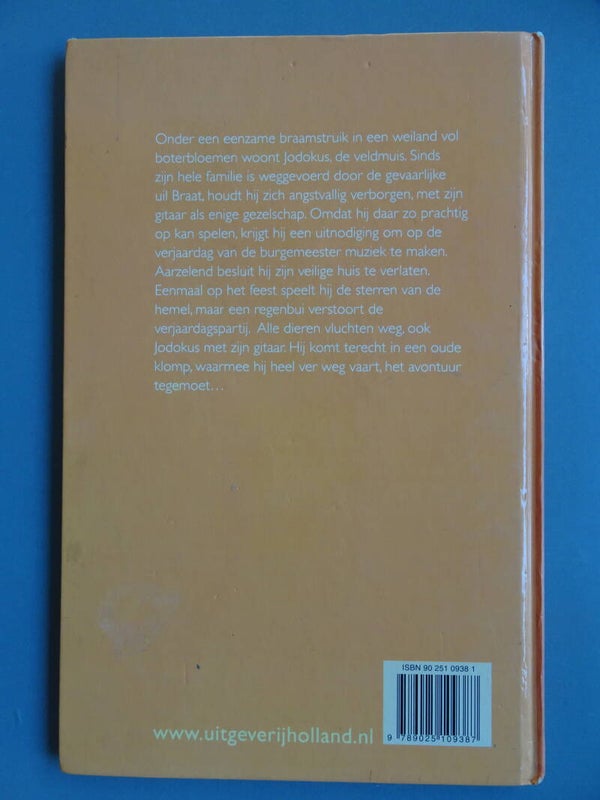 Onder een eenzame braamstruik in een weiland vol
boterbloemen woont Jodokus, de veldmuis. Sinds
zijn hele familie is weggevoerd door de gevaarlijke
uil Braat, houdt hij zich angstvallig verborgen, met zijn
gitaar als enige gezelschap. Omdat hij daar zo prachtig
op kan spelen, krijgt hij een uitnodiging om op de
verjaardag van de burgemeester muziek te maken.
Aarzelend besluit hij zijn veilige huis te verlaten.
Eenmaal op het feest speelt hij de sterren van de
hemel, maar een regenbui verstoort de
verjaardagspartij. Alle dieren vluchten weg, ook
Jodokus met zijn gitaar. Hij komt terecht in een oude
klomp, waarmee hij heel ver weg vaart, het avontuur
tegemoet...
ISBN 90 251 0938 1
9 789025 109387
www.uitgeverijholland.nl